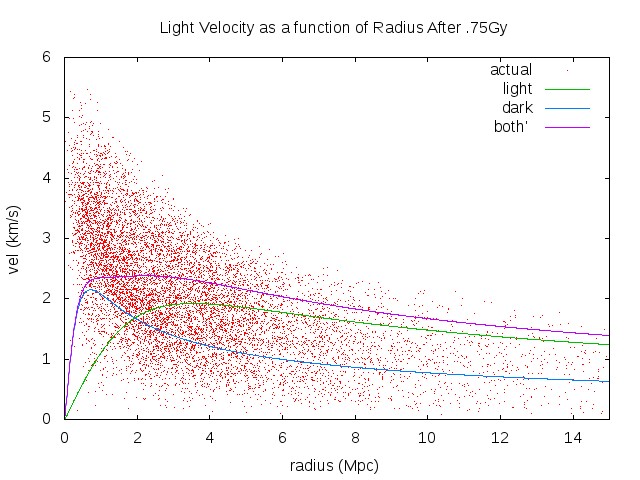 Light Velocity as a function of Radius After .75Gy
actual
light
dark
both'
6
5
4
3
2
1
0
vel (km/s)
0 2 4 6 8 10 12 14
radius (Mpc)